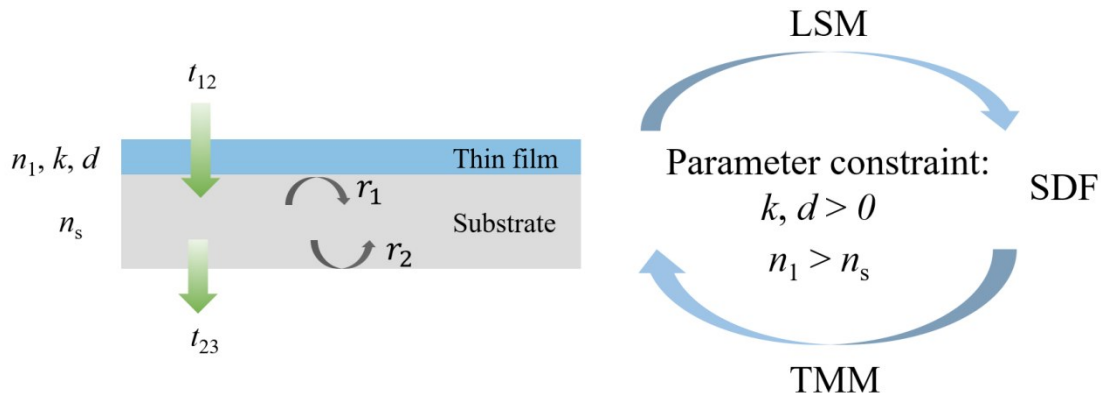 t12
n1, k, d
Thin film
r1
ns
Substrate
r2
t23
LSM
Parameter constraint:
k, d > 0
n1 > ns
SDF
TMM